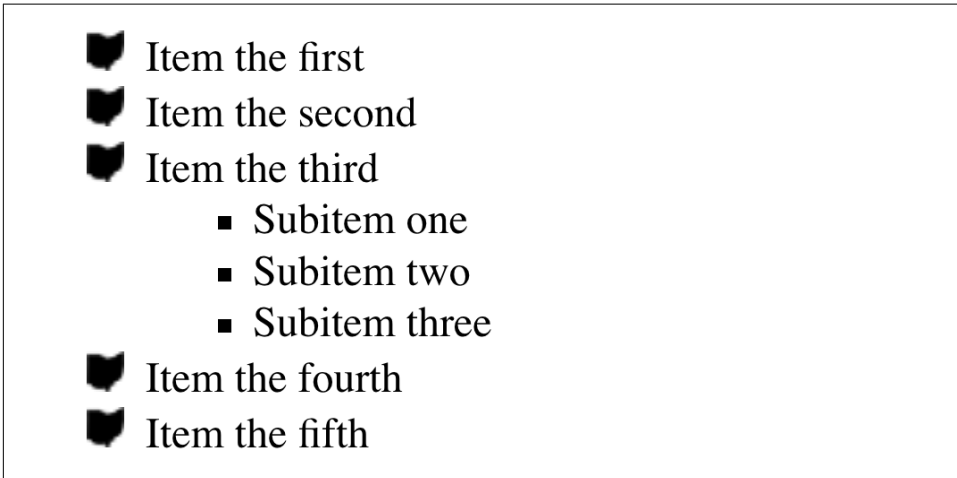 Item the first
Item the second
Item the third
Subitem one
Subitem two
Subitem three
Item the fourth
Item the fifth